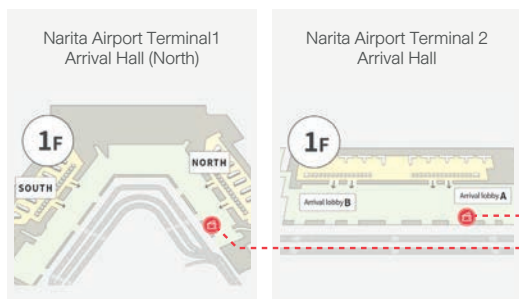 Narita Airport Terminal1
Arrival Hall (North)
1F
NORTH
SOUTH
Narita Airport Terminal 2
Arrival Hall
1F
Arrival lobby B
Arrival lobby A